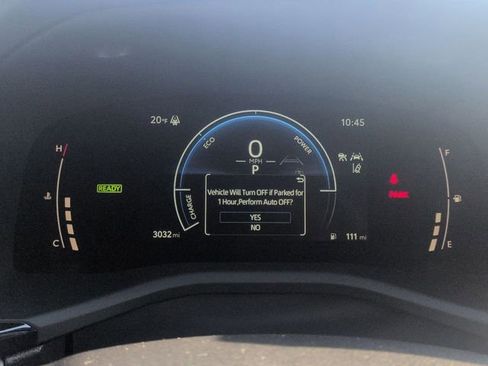 20°F
10:45
H
F
ECO
POWER
0
MPH
P
READY
CHARGE
Vehicle Will Turn OFF if Parked for
1 Hour,Perform Auto OFF?
YES
NO
C
3032 mi
111 mi
E